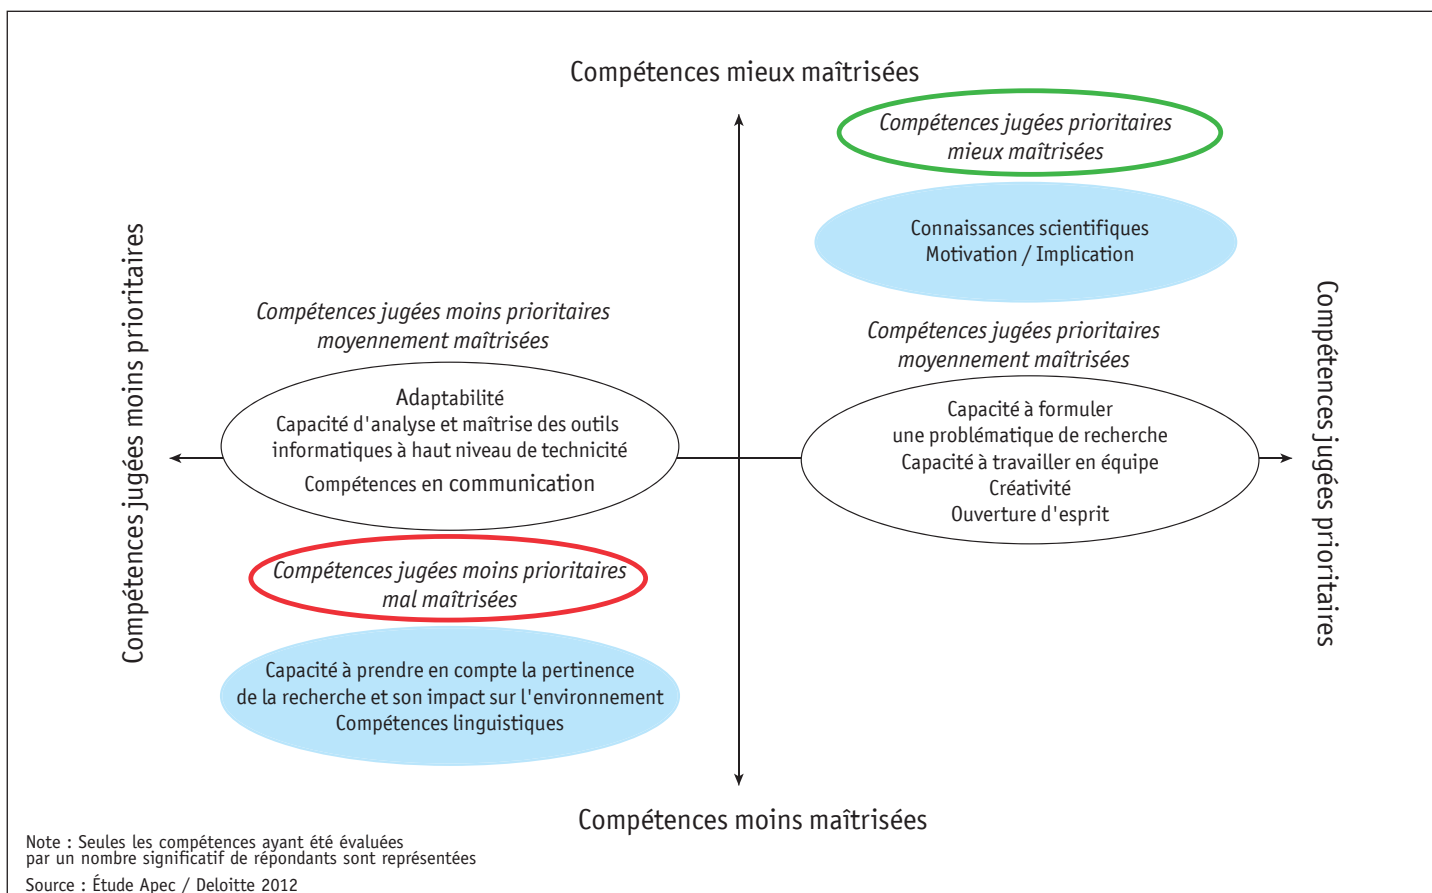 Compétences mieux maîtrisées
Compétences jugées prioritaires
mieux maîtrisées
Connaissances scientifiques
Motivation / Implication
Compétences jugées moins prioritaires
Compétences jugées moins prioritaires
moyennement maîtrisées
Adaptabilité
Capacité d'analyse et maîtrise des outils
informatiques à haut niveau de technicité
Compétences en communication
Compétences jugées prioritaires
moyennement maîtrisées
Capacité à formuler
une problématique de recherche
Capacité à travailler en équipe
Créativité
Ouverture d'esprit
Compétences jugées prioritaires
Compétences jugées moins prioritaires
mal maîtrisées
Capacité à prendre en compte la pertinence
de la recherche et son impact sur l'environnement
Compétences linguistiques
Compétences moins maîtrisées
Note : Seules les compétences ayant été évaluées
par un nombre significatif de répondants sont représentées
Source : Étude Apec / Deloitte 2012